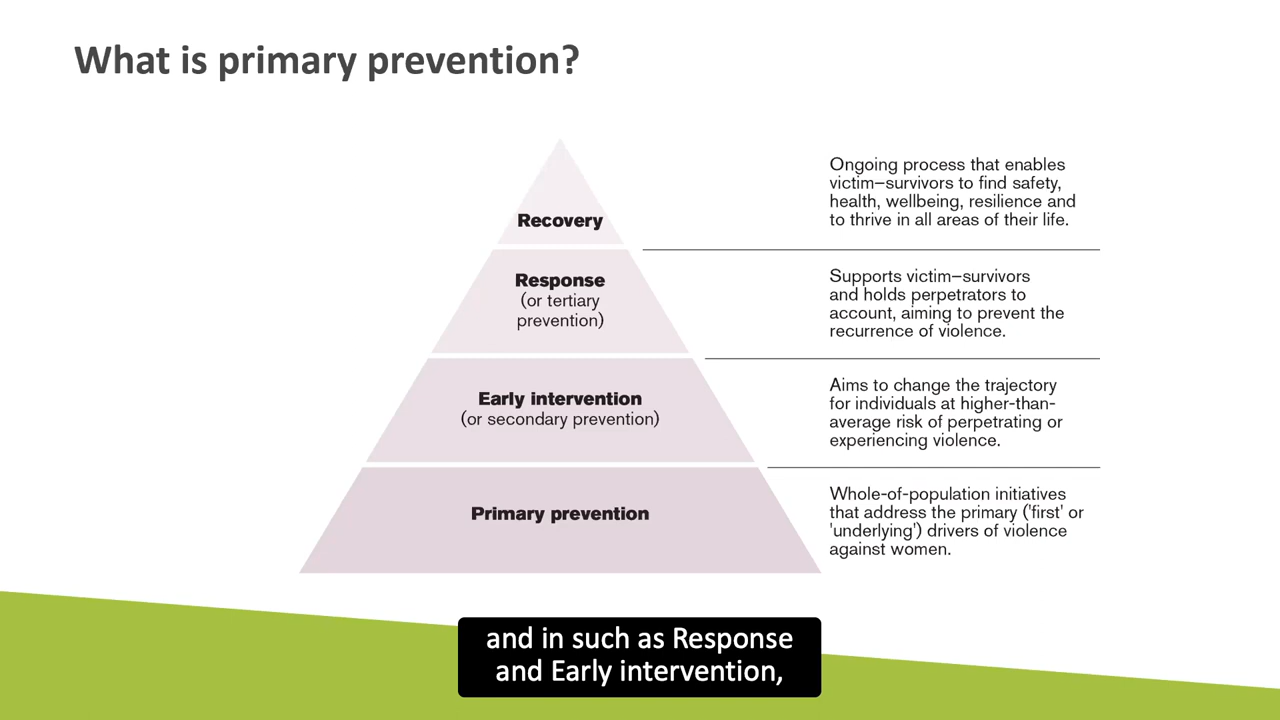 What is primary prevention?
Recovery
Ongoing process that enables
victim–survivors to find safety,
health, wellbeing, resilience and
to thrive in all areas of their life.
Response
(or tertiary
prevention)
Supports victim–survivors
and holds perpetrators to
account, aiming to prevent the
recurrence of violence.
Early intervention
(or secondary prevention)
Aims to change the trajectory
for individuals at higher-than-
average risk of perpetrating or
experiencing violence.
Primary prevention
Whole-of-population initiatives
that address the primary ('first' or
'underlying') drivers of violence
against women.
and in such as Response
and Early intervention,